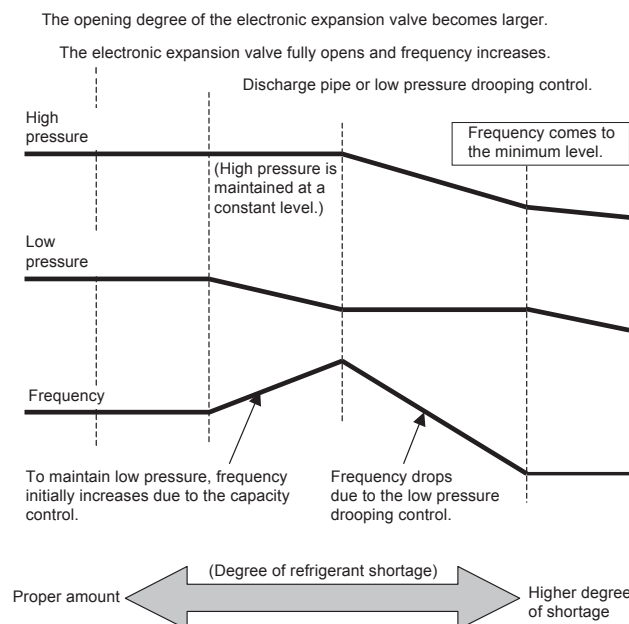 The opening degree of the electronic expansion valve becomes larger.
The electronic expansion valve fully opens and frequency increases.
Discharge pipe or low pressure drooping control.
High
pressure
Frequency comes to
the minimum level.
(High pressure is
maintained at a
constant level.)
Low
pressure
Frequency
To maintain low pressure, frequency
initially increases due to the capacity
control.
Frequency drops
due to the low pressure
drooping control.
(Degree of refrigerant shortage)
Proper amount
Higher degree
of shortage